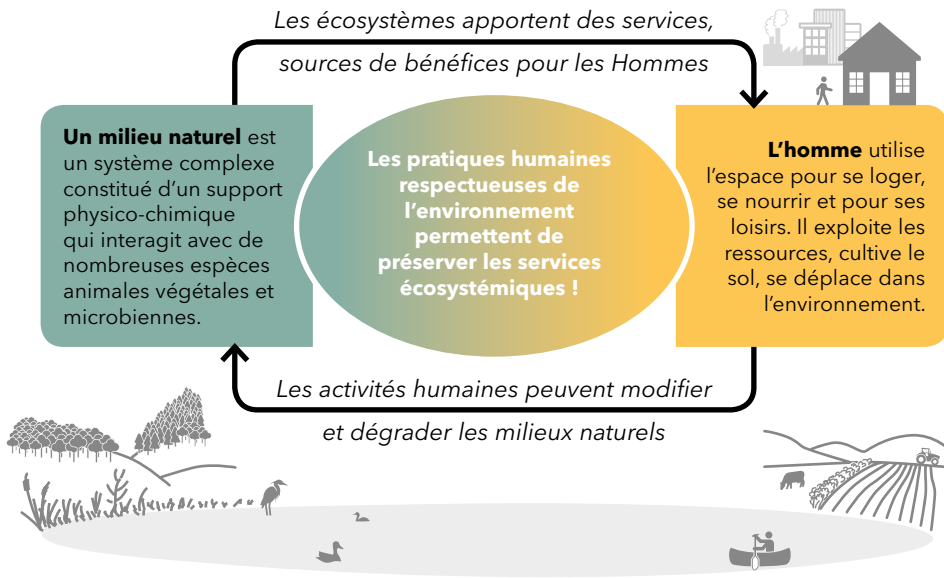 Les écosystèmes apportent des services,
sources de bénéfices pour les Hommes
Un milieu naturel est
un système complexe
constitué d'un support
physico-chimique
qui interagit avec de
nombreuses espèces
animales végétales et
microbiennes.
Les pratiques humaines
respectueuses de
l'environnement
permettent de
préserver les services
écosystémiques !
L'homme utilise
l'espace pour se loger,
se nourrir et pour ses
loisirs. Il exploite les
ressources, cultive le
sol, se déplace dans
l'environnement.
Les activités humaines peuvent modifier
et dégrader les milieux naturels